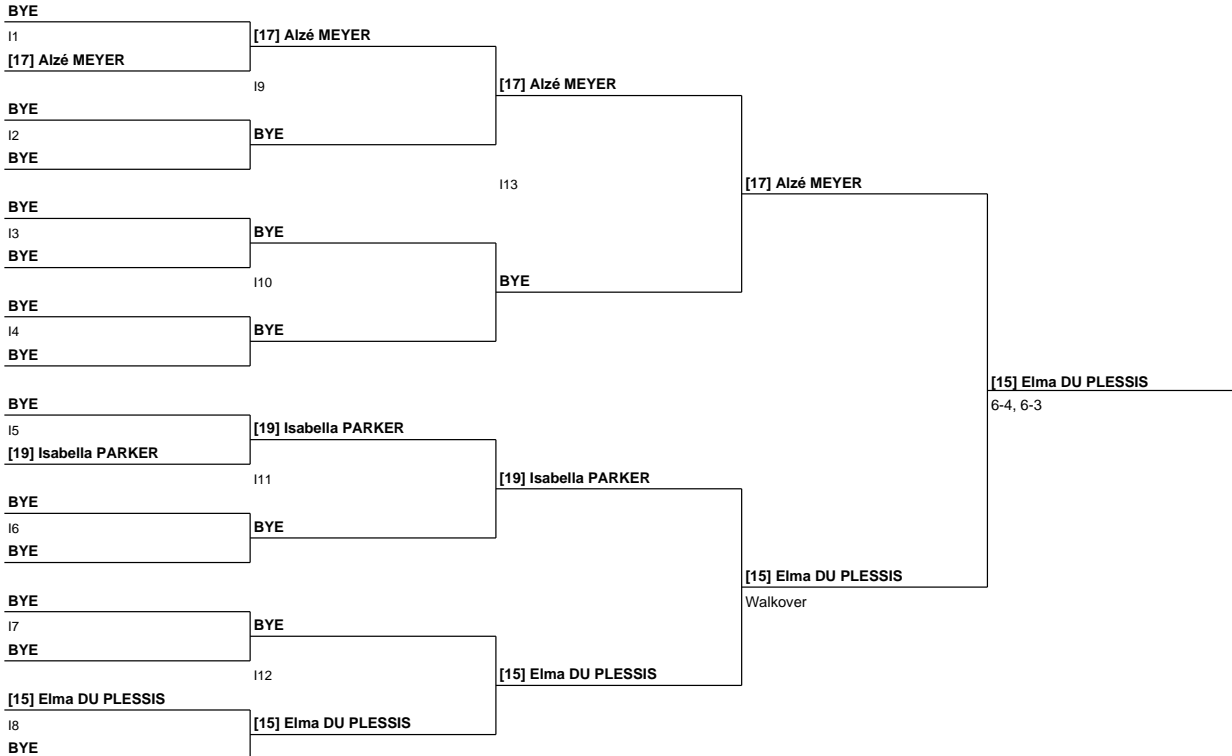 BYE
I1
[17] Alzé MEYER
BYE
I2
BYE
BYE
I3
BYE
BYE
I4
BYE
BYE
I5
[19] Isabella PARKER
BYE
I6
BYE
BYE
I7
BYE
[15] Elma DU PLESSIS
I8
BYE
[17] Alzé MEYER
I9
BYE
BYE
I10
BYE
[19] Isabella PARKER
I11
BYE
BYE
I12
[15] Elma DU PLESSIS
[17] Alzé MEYER
I13
BYE
[19] Isabella PARKER
[15] Elma DU PLESSIS
[17] Alzé MEYER
[15] Elma DU PLESSIS
Walkover
[15] Elma DU PLESSIS
6-4, 6-3